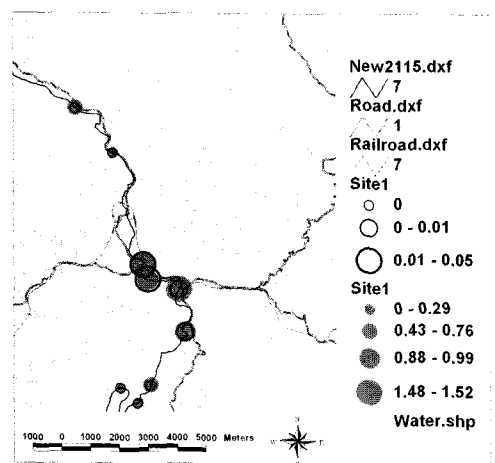 New2115.dxf
7
Road.dxf
1
Railroad.dxf
7
Site1
0
0 - 0.01
0.01 - 0.05
Site1
0 - 0.29
0.43 - 0.76
0.88 - 0.99
1.48 - 1.52
Water.shp
1000 0 1000 2000 3000 4000 5000 Meters
N
W E
S